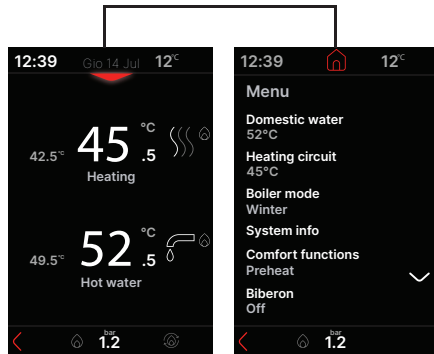 12:39 Gio 14 Jul 12°C
42.5°C 45.5 °C
Heating
49.5°C 52.5 °C
Hot water
bar
1.2
12:39 12°C
Menu
Domestic water
52°C
Heating circuit
45°C
Boiler mode
Winter
System info
Comfort functions
Preheat
Biberon
Off
bar
1.2